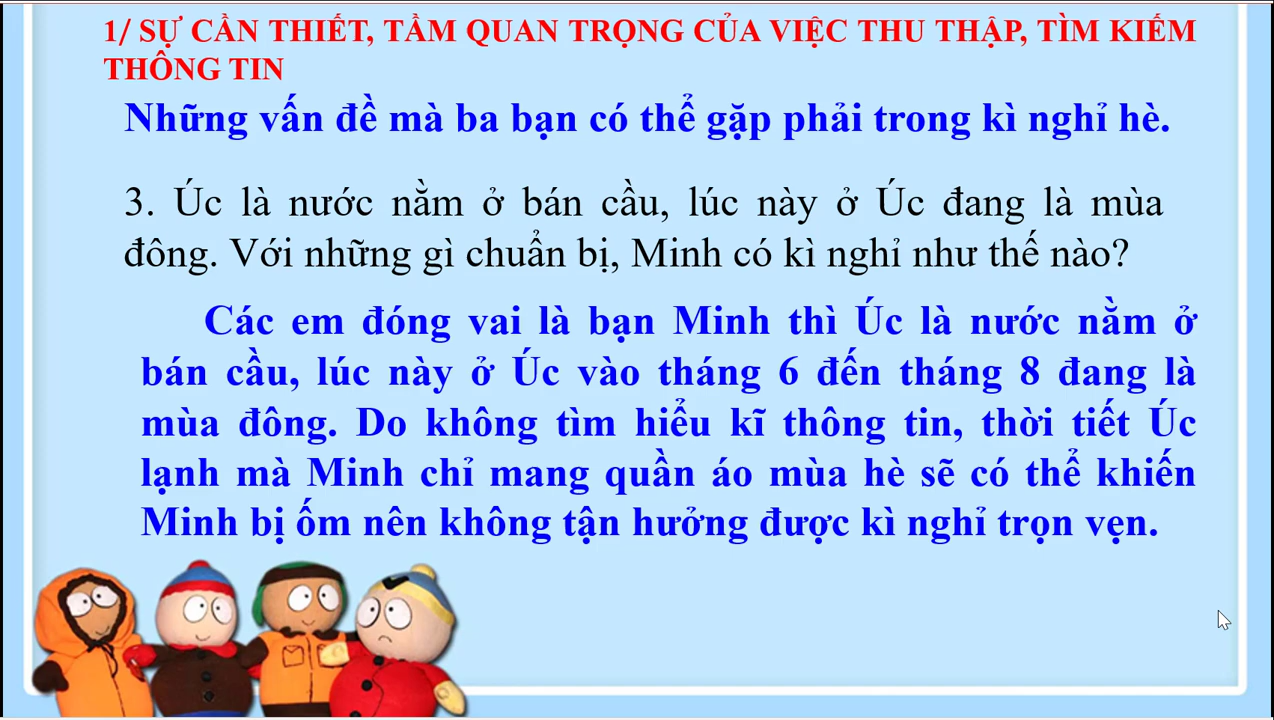 1/ SỰ CẦN THIẾT, TẦM QUAN TRỌNG CỦA VIỆC THU THẬP, TÌM KIẾM
THÔNG TIN
Những vấn đề mà ba bạn có thể gặp phải trong kì nghỉ hè.
3. Úc là nước nằm ở bán cầu, lúc này ở Úc đang là mùa
đông. Với những gì chuẩn bị, Minh có kì nghỉ như thế nào?
Các em đóng vai là bạn Minh thì Úc là nước nằm ở
bán cầu, lúc này ở Úc vào tháng 6 đến tháng 8 đang là
mùa đông. Do không tìm hiểu kĩ thông tin, thời tiết Úc
lạnh mà Minh chỉ mang quần áo mùa hè sẽ có thể khiến
Minh bị ốm nên không tận hưởng được kì nghỉ trọn vẹn.